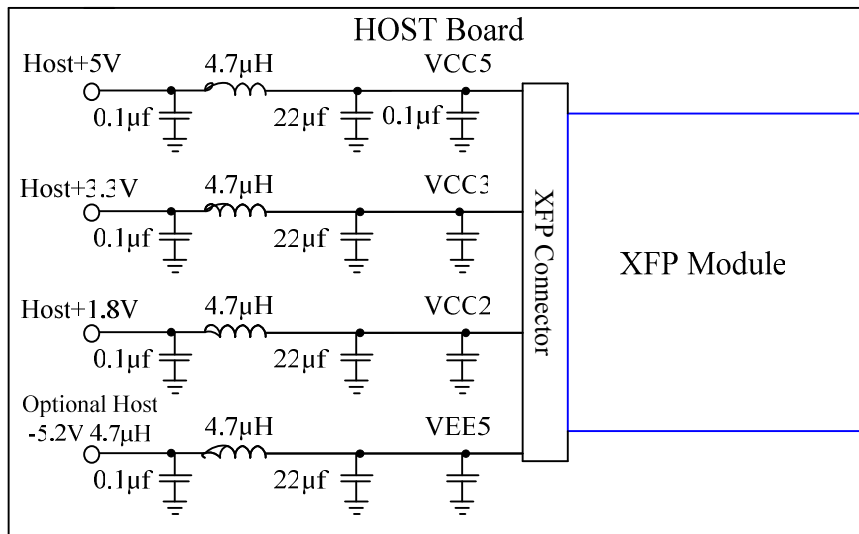 HOST Board
Host+5V
4.7µH
VCC5
0.1µf
22µf
0.1µf
Host+3.3V
4.7µH
VCC3
0.1µf
22µf
XFP Connector
XFP Module
Host+1.8V
4.7µH
VCC2
0.1µf
22µf
Optional Host
-5.2V 4.7µH
4.7µH
VEE5
0.1µf
22µf